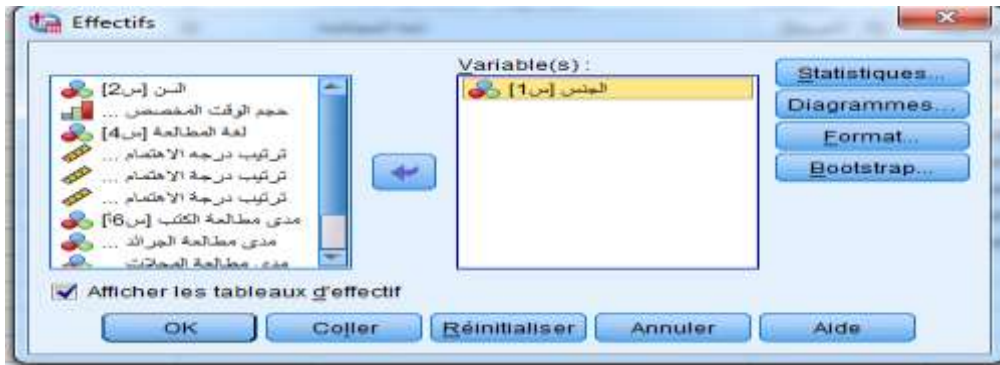 Effectifs
السن [س2]
حجم الوقت المخصص ...
لغة المطالعة [س4]
ترتيب درجه الاهتمام ...
ترتيب درجة الاهتمام ...
ترتيب درجة الاهتمام ...
مدى مطالعة الكتب [س6أ]
مدى مطالعة الجرائد ...
مدى مطالعة المجلات
Variable(s) :
الجنس [س1]
Statistiques...
Diagrammes...
Format...
Bootstrap...
Afficher les tableaux d'effectif
OK
Coller
Réinitialiser
Annuler
Aide